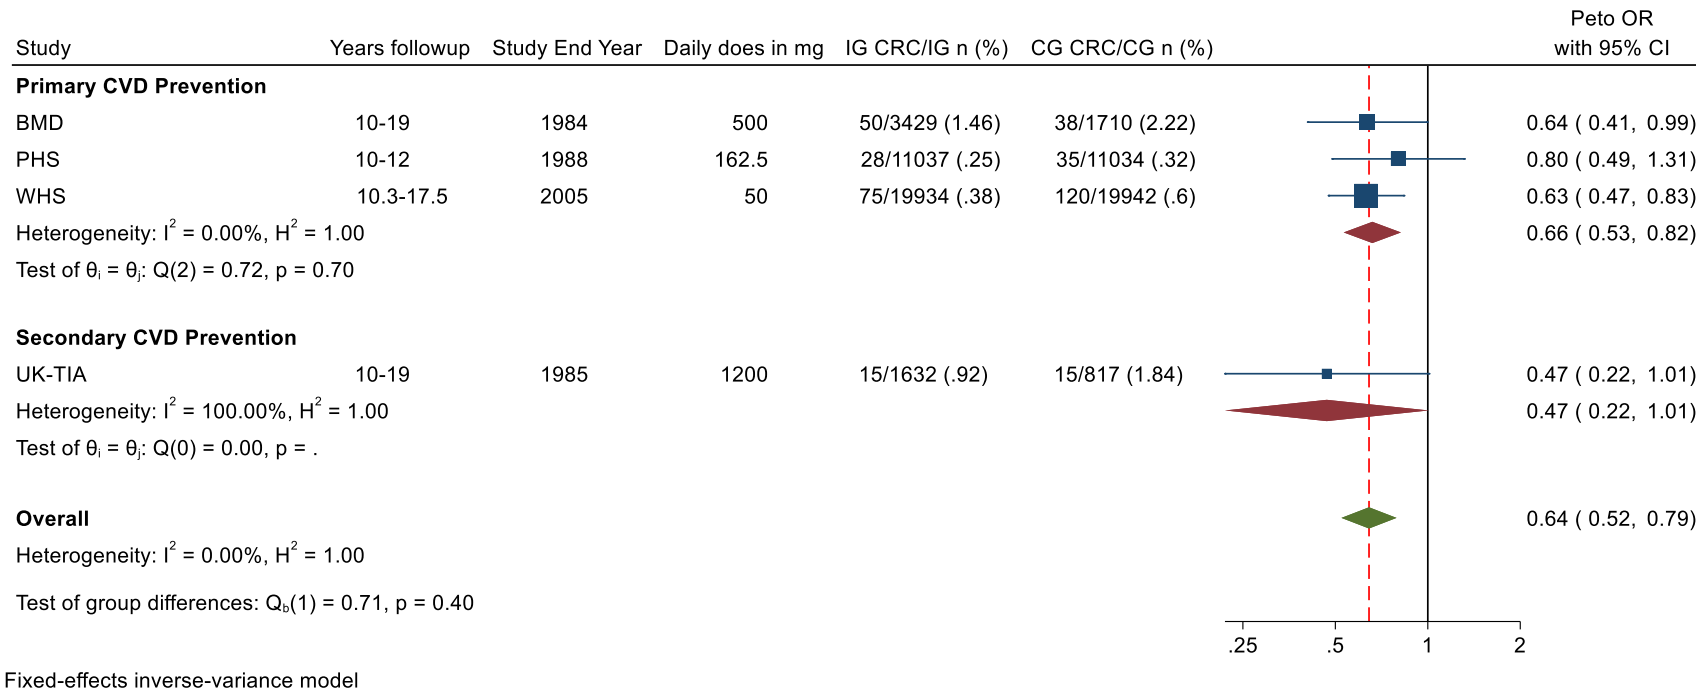 Peto OR
Study Years followup Study End Year Daily does in mg IG CRC/IG n (%) CG CRC/CG n (%) with 95% CI
Primary CVD Prevention
BMD 10-19 1984 500 50/3429 (1.46) 38/1710 (2.22) 0.64 ( 0.41, 0.99)
PHS 10-12 1988 162.5 28/11037 (.25) 35/11034 (.32) 0.80 ( 0.49, 1.31)
WHS 10.3-17.5 2005 50 75/19934 (.38) 120/19942 (.6) 0.63 ( 0.47, 0.83)
Heterogeneity: I² = 0.00%, H² = 1.00 0.66 ( 0.53, 0.82)
Test of θᵢ = θⱼ: Q(2) = 0.72, p = 0.70
Secondary CVD Prevention
UK-TIA 10-19 1985 1200 15/1632 (.92) 15/817 (1.84) 0.47 ( 0.22, 1.01)
Heterogeneity: I² = 100.00%, H² = 1.00 0.47 ( 0.22, 1.01)
Test of θᵢ = θⱼ: Q(0) = 0.00, p = .
Overall 0.64 ( 0.52, 0.79)
Heterogeneity: I² = 0.00%, H² = 1.00
Test of group differences: Q_b(1) = 0.71, p = 0.40
.25 .5 1 2
Fixed-effects inverse-variance model